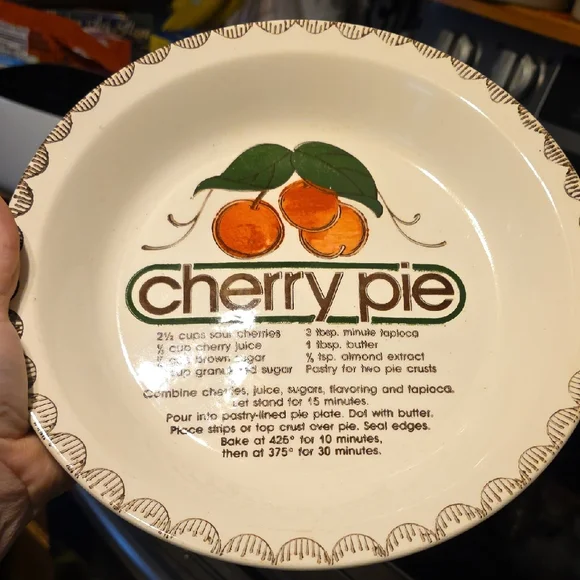 cherry pie
2½ cups sour cherries
⅓ cup cherry juice
brown sugar
cup granulated sugar
3 tbsp. minute tapioca
1 tbsp. butter
tsp. almond extract
Pastry for two pie crusts
Combine cherries, juice, sugars, flavoring and tapioca.
Let stand for 15 minutes.
Pour into pastry-lined pie plate. Dot with butter.
Place strips or top crust over pie. Seal edges.
Bake at 425° for 10 minutes,
then at 375° for 30 minutes.